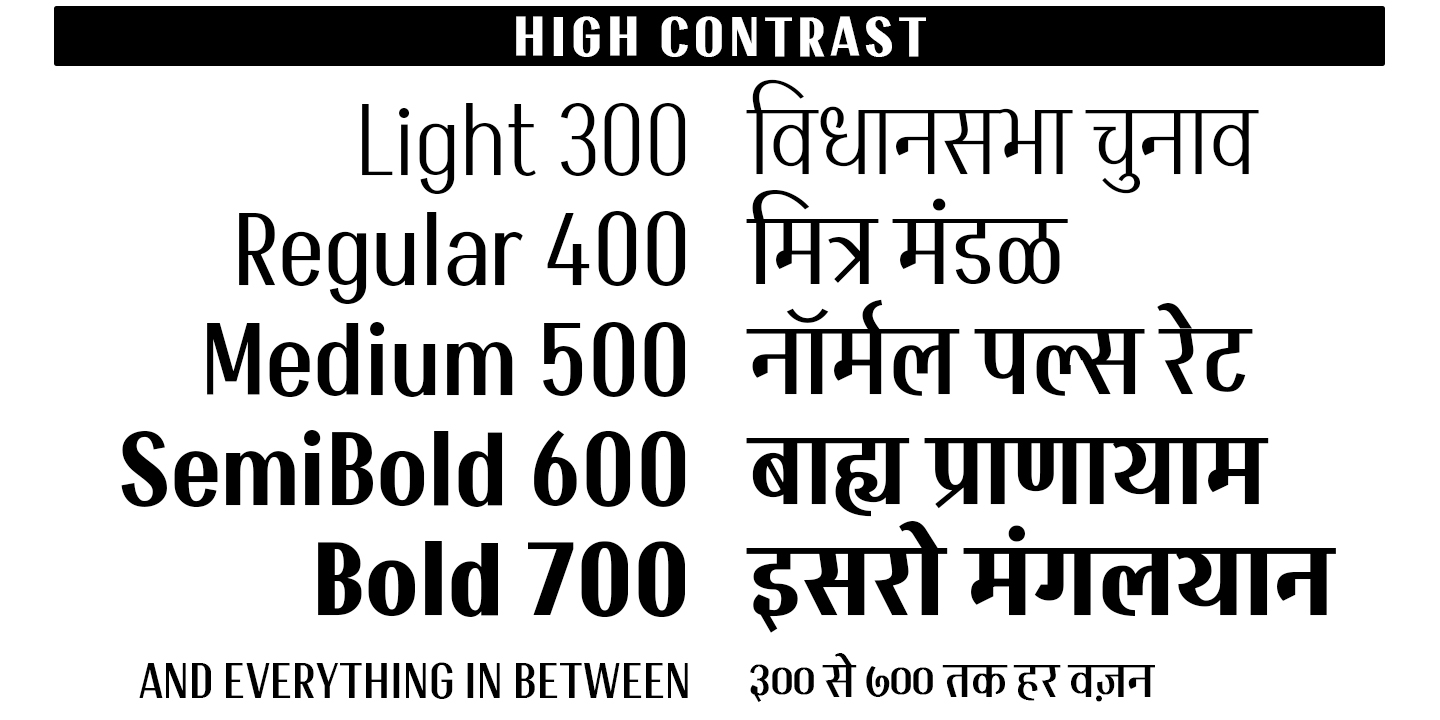 HIGH CONTRAST
Light 300 विधानसभा चुनाव
Regular 400 मित्र मंडळ
Medium 500 नॉर्मल पल्स रेट
SemiBold 600 बाह्य प्राणायाम
Bold 700 इसरो मंगलयान
AND EVERYTHING IN BETWEEN ३०० से ७०० तक हर वज़न